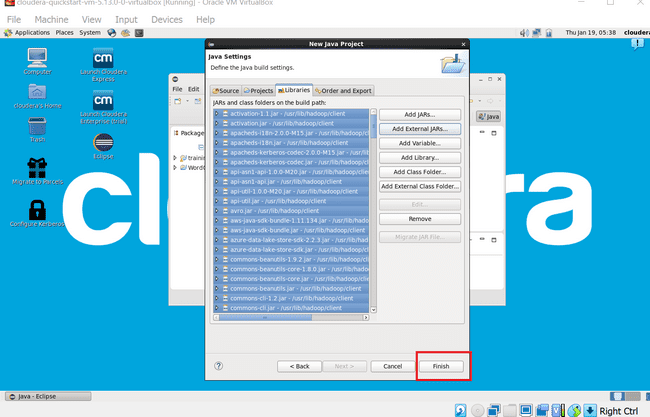 cloudera-quickstart-vm-5.13.0-0-virtualbox [Running] - Oracle VM VirtualBox
File Machine View Input Devices Help
Applications Places System
Thu Jan 19, 05:38 cloudera
Computer
Launch Cloudera Express
cloudera's Home
Launch Cloudera Enterprise (trial)
Trash
Eclipse
Migrate to Parcels
Configure Kerberos
File Edit
Package
Java
New Java Project
Java Settings
Define the Java build settings.
Source Projects Libraries Order and Export
JARs and class folders on the build path:
activation-1.1.jar - /usr/lib/hadoop/client
activation.jar - /usr/lib/hadoop/client
apacheds-i18n-2.0.0-M15.jar - /usr/lib/hadoop/client
apacheds-i18n.jar - /usr/lib/hadoop/client
apacheds-kerberos-codec-2.0.0-M15.jar - /usr/lib/hadoop
apacheds-kerberos-codec.jar - /usr/lib/hadoop/client
api-asn1-api-1.0.0-M20.jar - /usr/lib/hadoop/client
api-asn1-api.jar - /usr/lib/hadoop/client
api-util-1.0.0-M20.jar - /usr/lib/hadoop/client
api-util.jar - /usr/lib/hadoop/client
avro.jar - /usr/lib/hadoop/client
aws-java-sdk-bundle-1.11.134.jar - /usr/lib/hadoop/cl
aws-java-sdk-bundle.jar - /usr/lib/hadoop/client
azure-data-lake-store-sdk-2.2.3.jar - /usr/lib/hadoop
azure-data-lake-store-sdk.jar - /usr/lib/hadoop/client
commons-beanutils-1.9.2.jar - /usr/lib/hadoop/client
commons-beanutils-core-1.8.0.jar - /usr/lib/hadoop/cl
commons-beanutils-core.jar - /usr/lib/hadoop/client
commons-beanutils.jar - /usr/lib/hadoop/client
commons-cli-1.2.jar - /usr/lib/hadoop/client
commons-cli.jar - /usr/lib/hadoop/client
Add JARs...
Add External JARs...
Add Variable...
Add Library...
Add Class Folder...
Add External Class Folder...
Edit...
Remove
Migrate JAR File...
< Back Next > Cancel Finish
Java - Eclipse
Right Ctrl